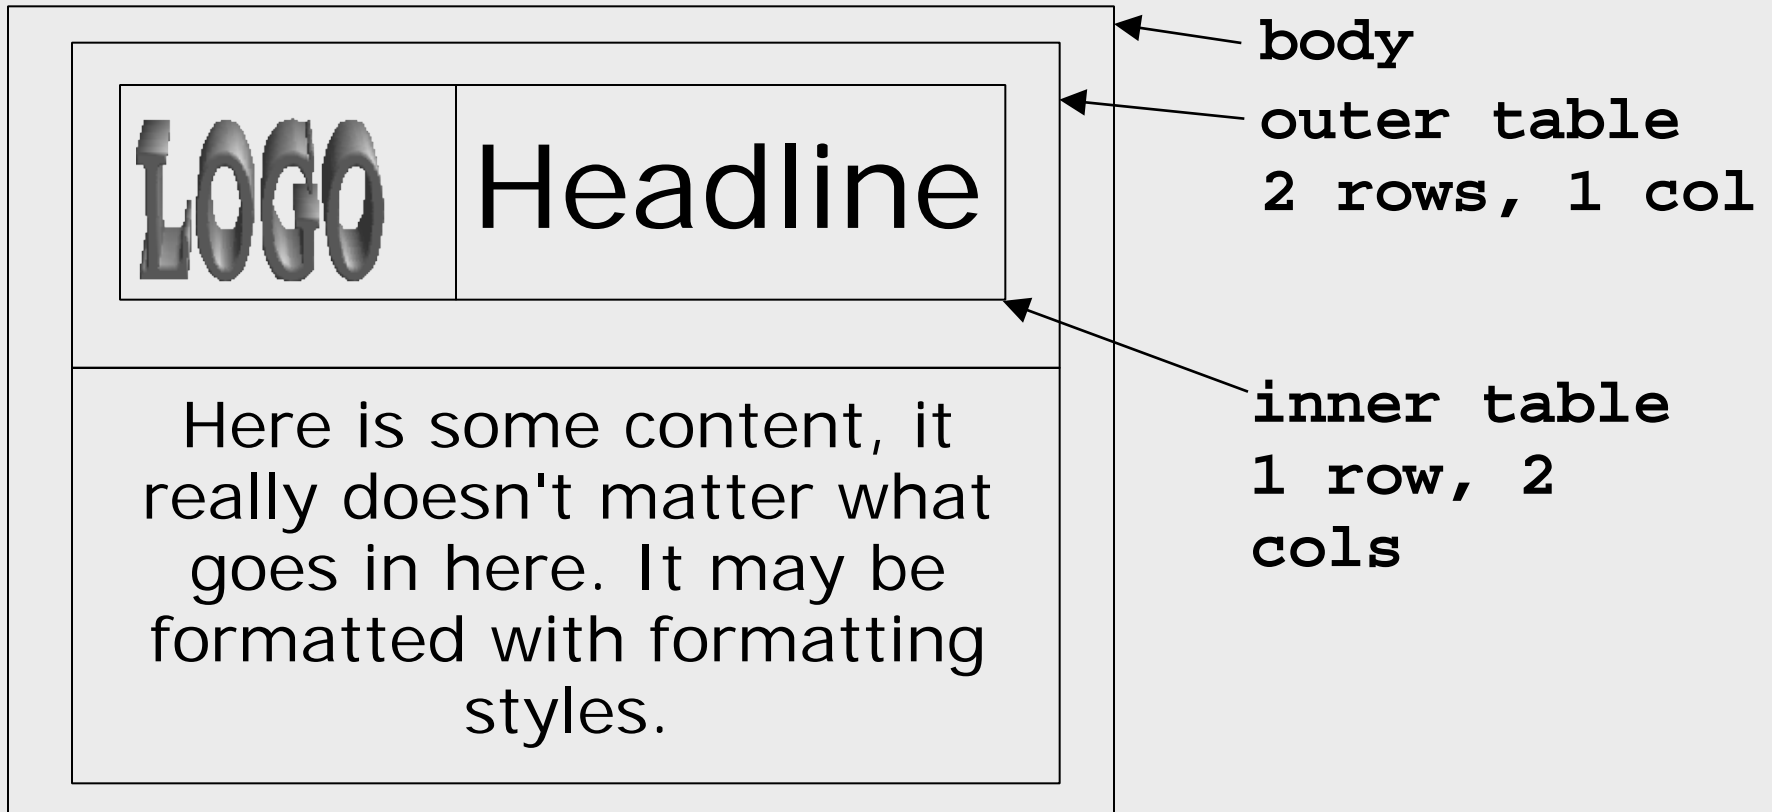 LOGO
Headline
Here is some content, it
really doesn't matter what
goes in here. It may be
formatted with formatting
styles.
body
outer table
2 rows, 1 col
inner table
1 row, 2
cols